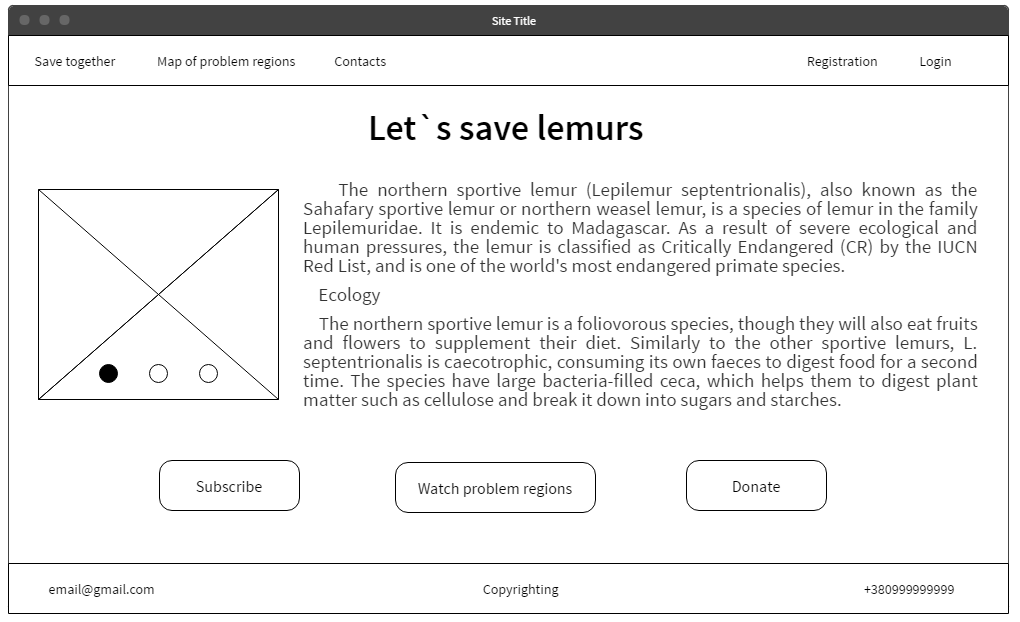 Site Title
Save together
Map of problem regions
Contacts
Registration
Login
Let`s save lemurs
The northern sportive lemur (Lepilemur septentrionalis), also known as the
Sahafary sportive lemur or northern weasel lemur, is a species of lemur in the family
Lepilemuridae. It is endemic to Madagascar. As a result of severe ecological and
human pressures, the lemur is classified as Critically Endangered (CR) by the IUCN
Red List, and is one of the world's most endangered primate species.
Ecology
The northern sportive lemur is a foliovorous species, though they will also eat fruits
and flowers to supplement their diet. Similarly to the other sportive lemurs, L.
septentrionalis is caecotrophic, consuming its own faeces to digest food for a second
time. The species have large bacteria-filled ceca, which helps them to digest plant
matter such as cellulose and break it down into sugars and starches.
Subscribe
Watch problem regions
Donate
email@gmail.com
Copyrighting
+380999999999